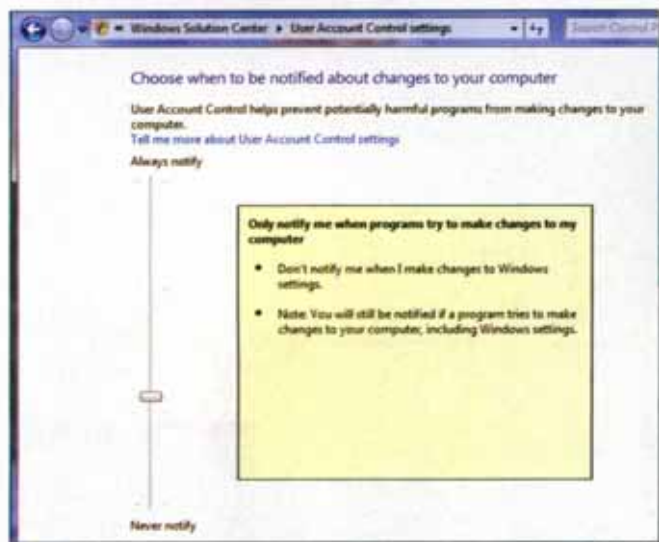 Windows Solution Center ▸ User Account Control settings
Search Control P
Choose when to be notified about changes to your computer
User Account Control helps prevent potentially harmful programs from making changes to your
computer.
Tell me more about User Account Control settings
Always notify
Only notify me when programs try to make changes to my
computer
• Don't notify me when I make changes to Windows
settings.
• Note: You will still be notified if a program tries to make
changes to your computer, including Windows settings.
Never notify